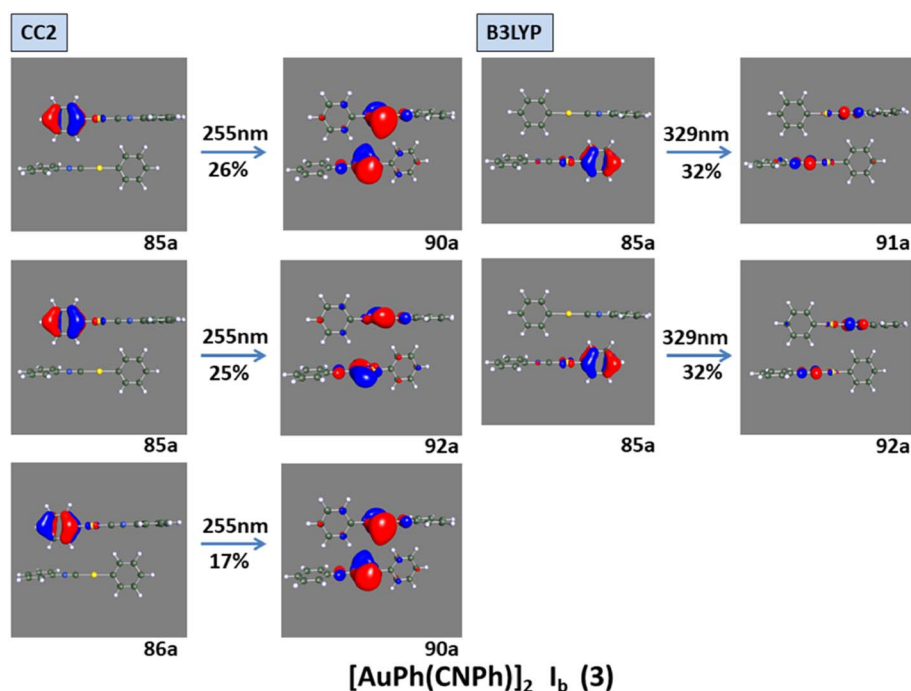 CC2
B3LYP
255nm
26%
85a
90a
329nm
32%
85a
91a
255nm
25%
85a
92a
329nm
32%
85a
92a
255nm
17%
86a
90a
[AuPh(CNPh)]₂ I_b (3)